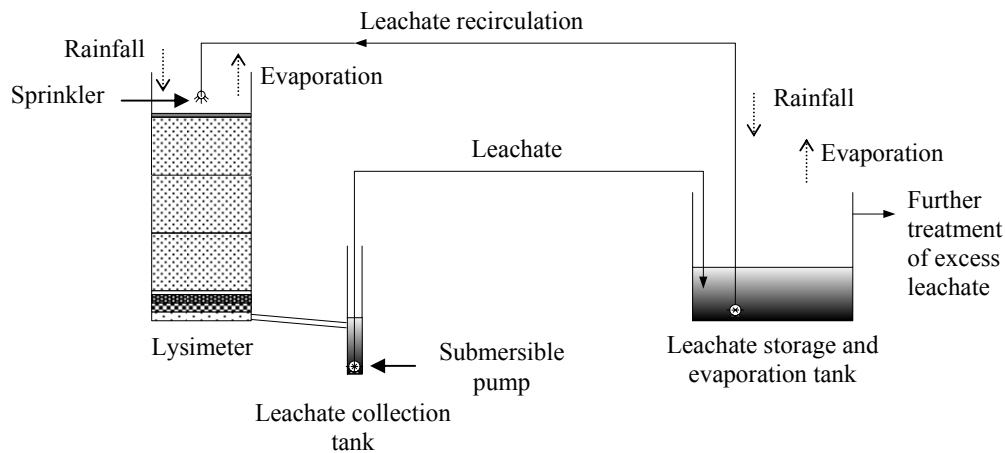 Leachate recirculation
Rainfall
Evaporation
Sprinkler
Rainfall
Leachate
Evaporation
Further
treatment
of excess
leachate
Lysimeter
Submersible
pump
Leachate storage and
evaporation tank
Leachate collection
tank